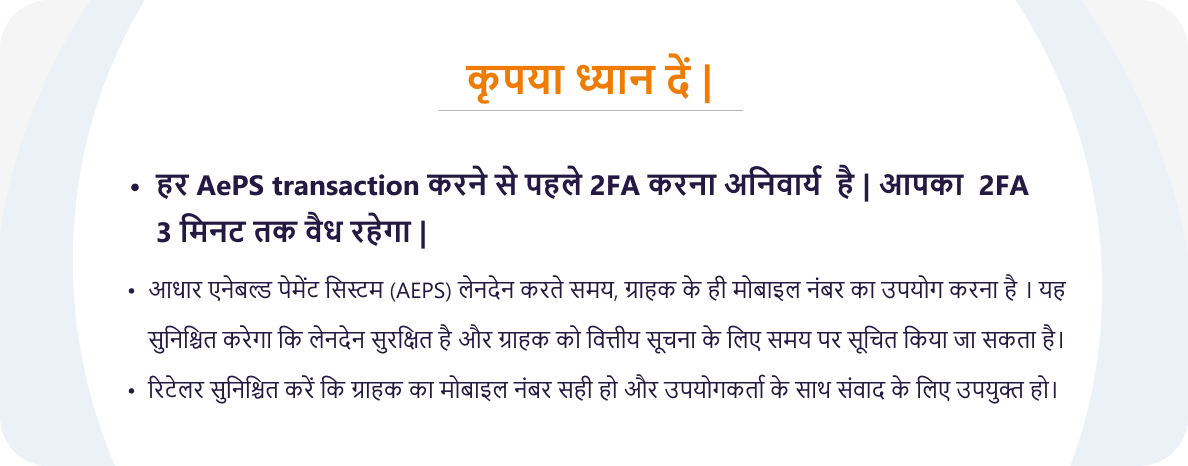 कृपया ध्यान दें |
• हर AePS transaction करने से पहले 2FA करना अनिवार्य है | आपका 2FA
3 मिनट तक वैध रहेगा |
• आधार एनेबल्ड पेमेंट सिस्टम (AEPS) लेनदेन करते समय, ग्राहक के ही मोबाइल नंबर का उपयोग करना है । यह
सुनिश्चित करेगा कि लेनदेन सुरक्षित है और ग्राहक को वित्तीय सूचना के लिए समय पर सूचित किया जा सकता है।
• रिटेलर सुनिश्चित करें कि ग्राहक का मोबाइल नंबर सही हो और उपयोगकर्ता के साथ संवाद के लिए उपयुक्त हो।